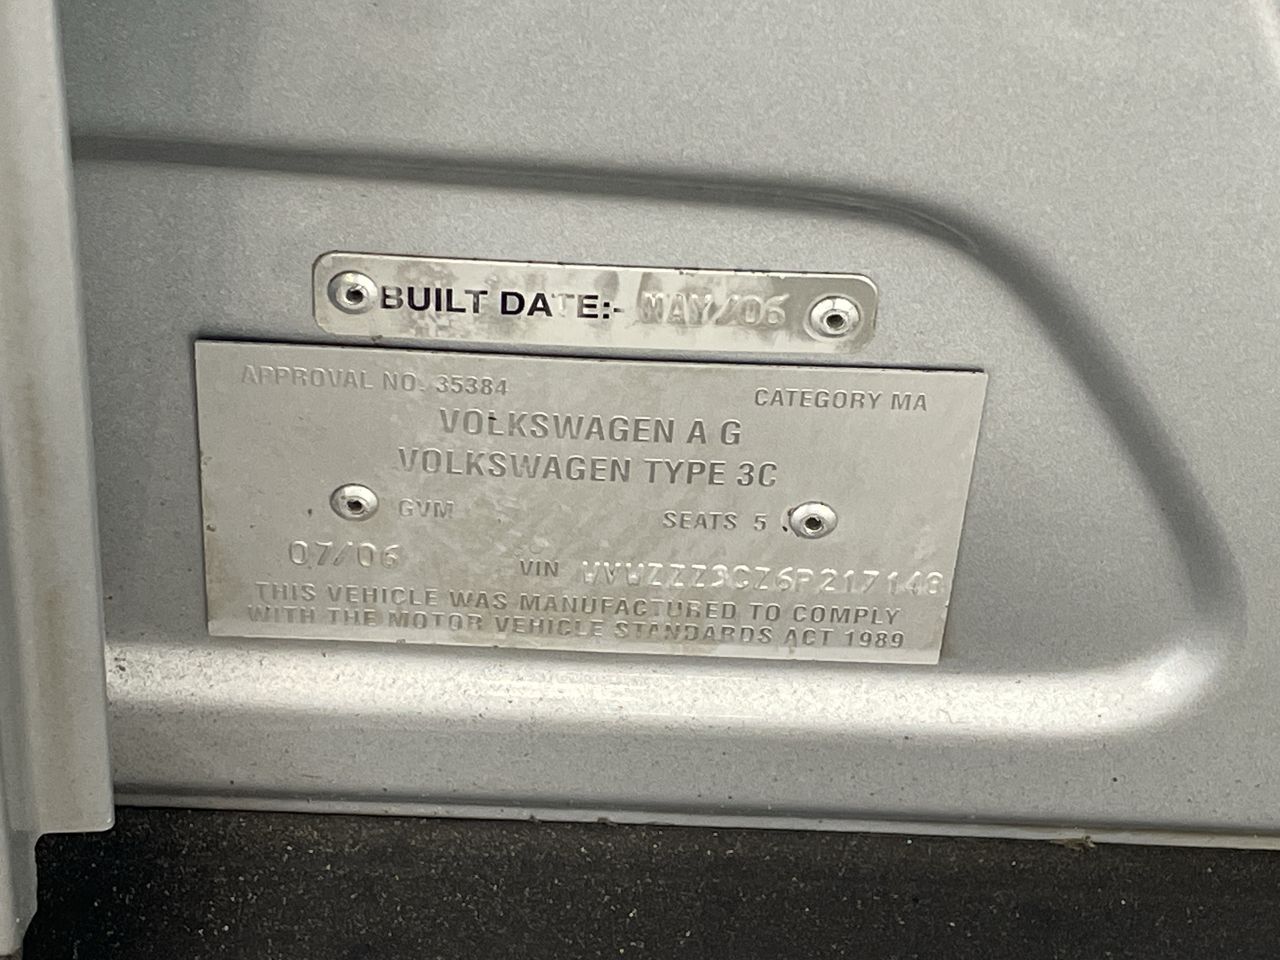 BUILT DATE:- MAY/06
APPROVAL NO. 35384 CATEGORY MA
VOLKSWAGEN A G
VOLKSWAGEN TYPE 3C
GVM SEATS 5
07/06 VIN WVWZZZ3CZ6P217148
THIS VEHICLE WAS MANUFACTURED TO COMPLY
WITH THE MOTOR VEHICLE STANDARDS ACT 1989